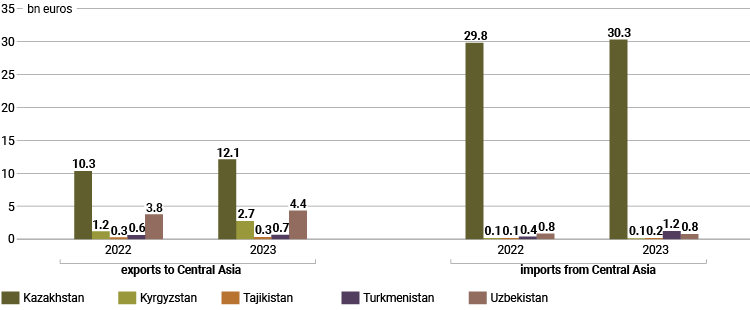 35 bn euros
30
25
20
15
10
5
0
10.3 1.2 0.3 0.6 3.8
12.1 2.7 0.3 0.7 4.4
29.8 0.1 0.1 0.4 0.8
30.3 0.1 0.2 1.2 0.8
2022 2023 2022 2023
exports to Central Asia imports from Central Asia
Kazakhstan Kyrgyzstan Tajikistan Turkmenistan Uzbekistan